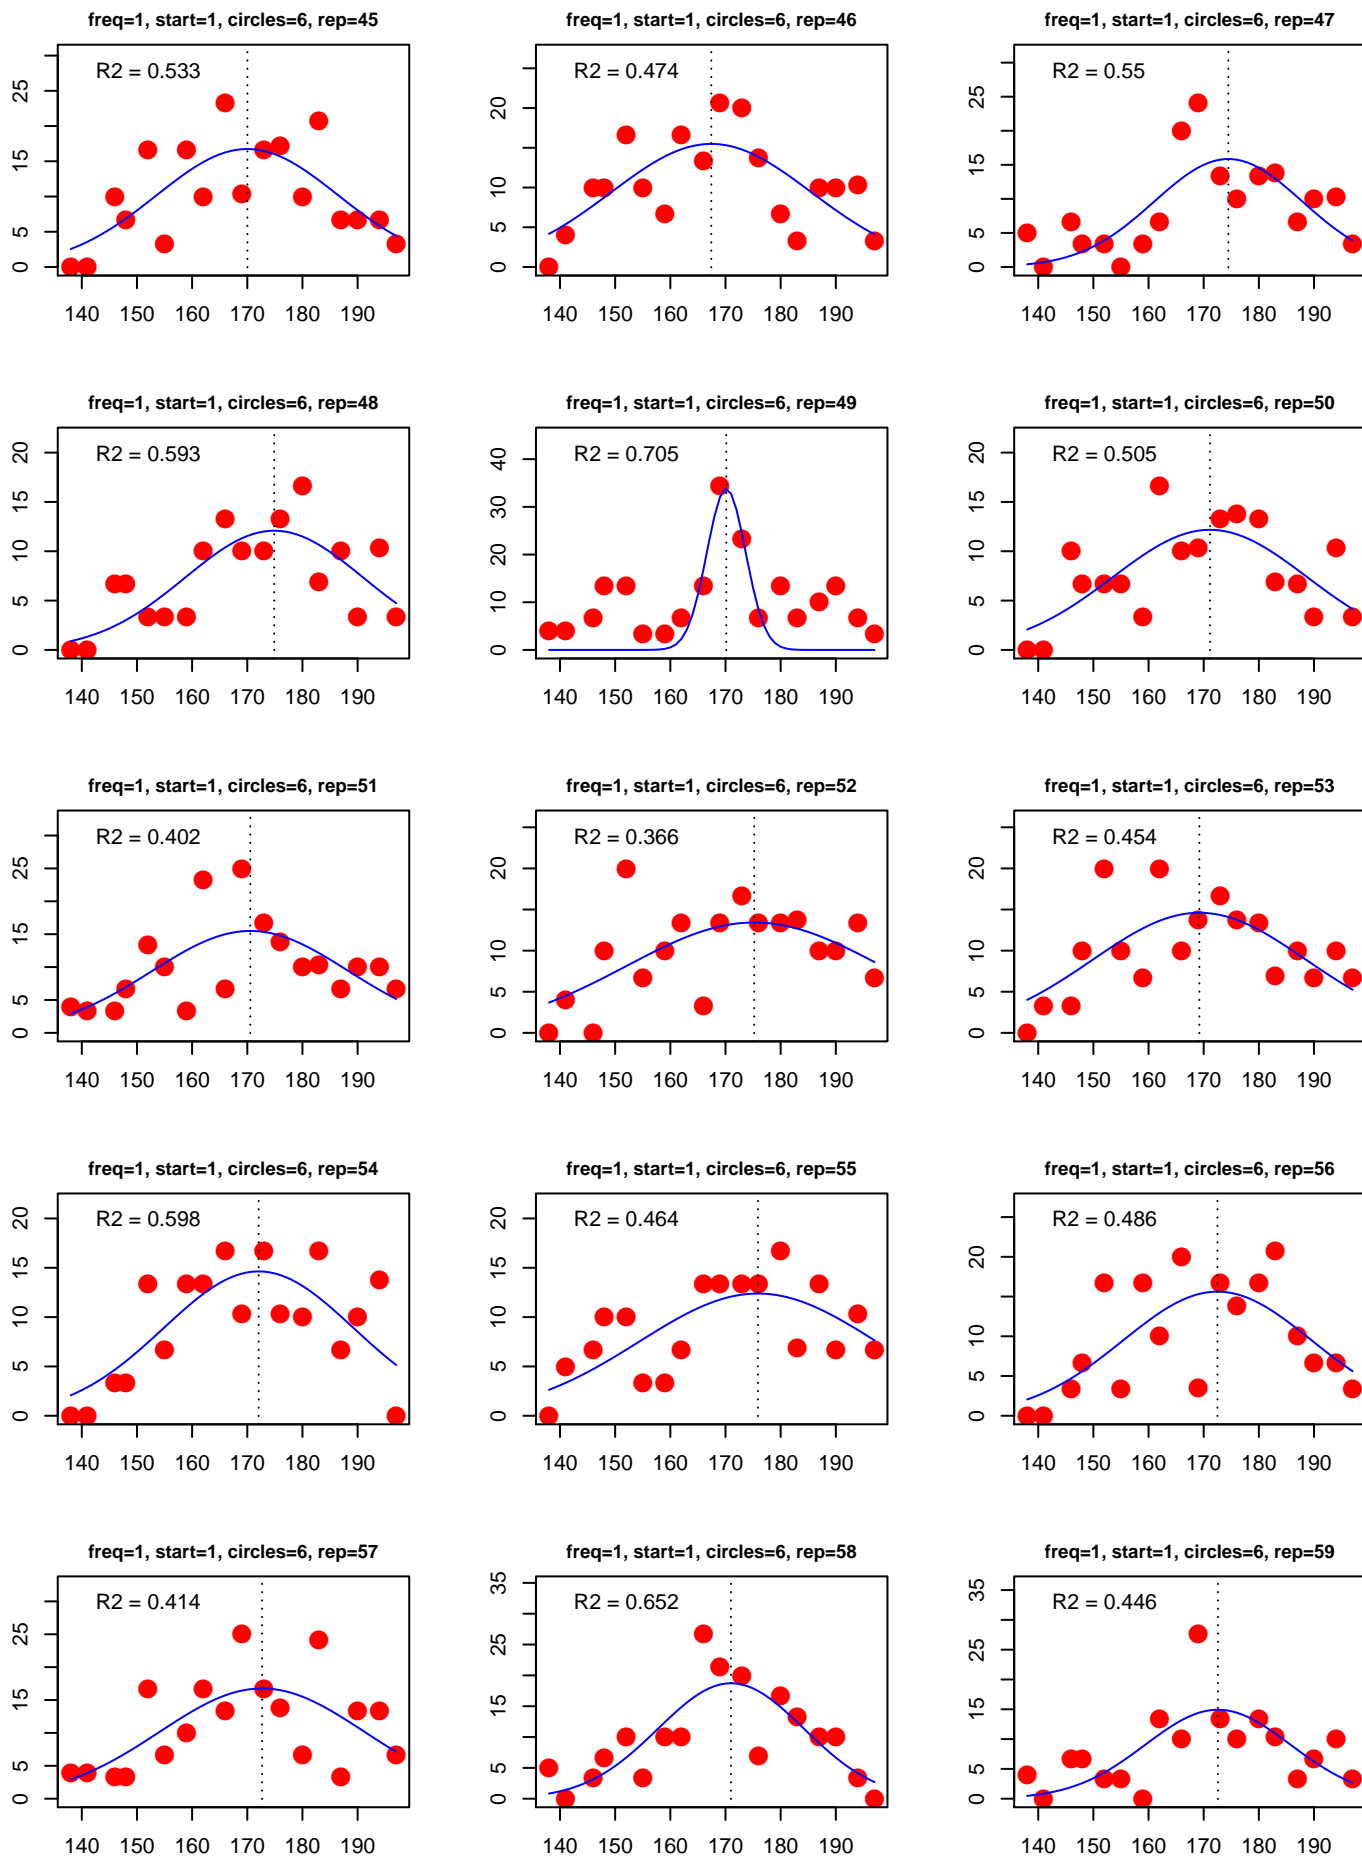 freq=1, start=1, circles=6, rep=45
R2 = 0.533
0 5 15 25
140 150 160 170 180 190
freq=1, start=1, circles=6, rep=46
R2 = 0.474
0 5 10 20
140 150 160 170 180 190
freq=1, start=1, circles=6, rep=47
R2 = 0.55
0 5 15 25
140 150 160 170 180 190
freq=1, start=1, circles=6, rep=48
R2 = 0.593
0 5 10 15 20
140 150 160 170 180 190
freq=1, start=1, circles=6, rep=49
R2 = 0.705
0 10 20 30 40
140 150 160 170 180 190
freq=1, start=1, circles=6, rep=50
R2 = 0.505
0 5 10 15 20
140 150 160 170 180 190
freq=1, start=1, circles=6, rep=51
R2 = 0.402
0 5 15 25
140 150 160 170 180 190
freq=1, start=1, circles=6, rep=52
R2 = 0.366
0 5 10 20
140 150 160 170 180 190
freq=1, start=1, circles=6, rep=53
R2 = 0.454
0 5 10 20
140 150 160 170 180 190
freq=1, start=1, circles=6, rep=54
R2 = 0.598
0 5 10 15 20
140 150 160 170 180 190
freq=1, start=1, circles=6, rep=55
R2 = 0.464
0 5 10 15 20
140 150 160 170 180 190
freq=1, start=1, circles=6, rep=56
R2 = 0.486
0 5 10 20
140 150 160 170 180 190
freq=1, start=1, circles=6, rep=57
R2 = 0.414
0 5 15 25
140 150 160 170 180 190
freq=1, start=1, circles=6, rep=58
R2 = 0.652
0 5 15 25 35
140 150 160 170 180 190
freq=1, start=1, circles=6, rep=59
R2 = 0.446
0 5 15 25 35
140 150 160 170 180 190